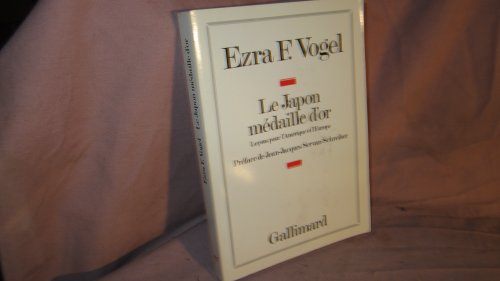 Ezra F. Vogel
Le Japon
médaille d'or
Leçons pour l'Amérique et l'Europe
Préface de Jean-Jacques Servan-Schreiber
Gallimard
Ezra F. Vogel Le Japon médaille d'or